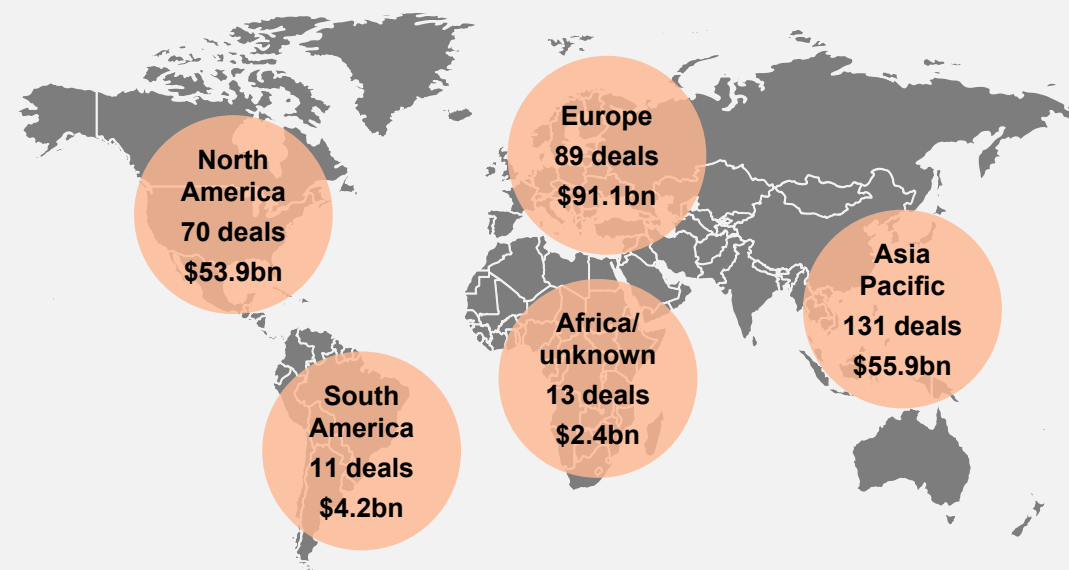 North
America
70 deals
$53.9bn
Europe
89 deals
$91.1bn
Asia
Pacific
131 deals
$55.9bn
Africa/
unknown
13 deals
$2.4bn
South
America
11 deals
$4.2bn